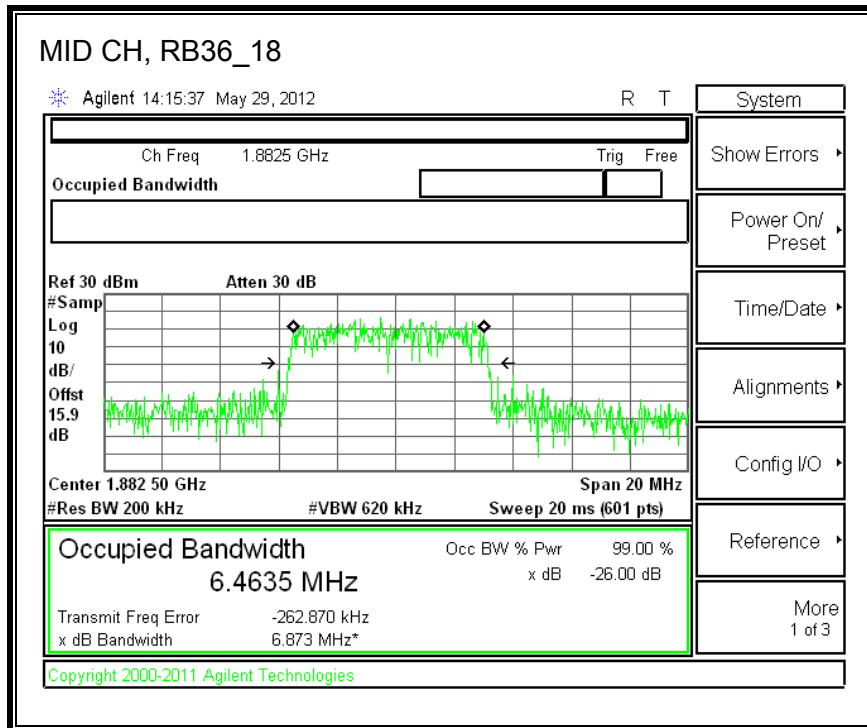 MID CH, RB36_18
Agilent 14:15:37 May 29, 2012 R T
System
Ch Freq 1.8825 GHz Trig Free
Occupied Bandwidth
Show Errors
Power On/
Preset
Time/Date
Alignments
Config I/O
Reference
More
1 of 3
Ref 30 dBm Atten 30 dB
#Samp
Log
10
dB/
Offst
15.9
dB
Center 1.882 50 GHz Span 20 MHz
#Res BW 200 kHz #VBW 620 kHz Sweep 20 ms (601 pts)
Occupied Bandwidth Occ BW % Pwr 99.00 %
6.4635 MHz x dB -26.00 dB
Transmit Freq Error -262.870 kHz
x dB Bandwidth 6.873 MHz*
Copyright 2000-2011 Agilent Technologies